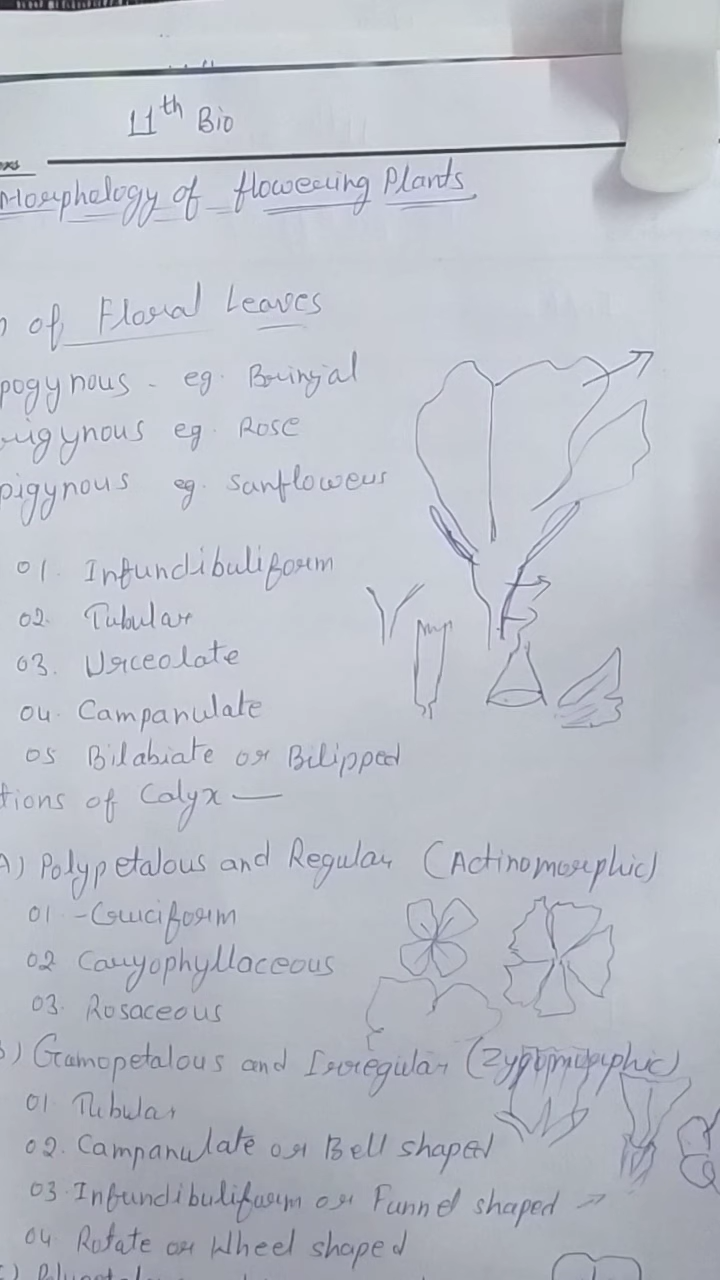 11th Bio
Morphology of flowering Plants
of Floral Leaves
pogynous - eg. Bringal
rigynous eg. Rose
pigynous eg. Sanflower
01. Infundibuliform
02. Tubular
03. Urceolate
04. Campanulate
05 Bilabiate or Bilipped
tions of Calyx —
A) Polypetalous and Regular (Actinomorphic)
01 - Cruciform
02 Caryophyllaceous
03. Rosaceous
B) Gamopetalous and Irregular (Zygomorphic)
01 Tubular
02. Campanulate or Bell shaped
03. Infundibuliform or Funnel shaped →
04. Rotate or Wheel shaped